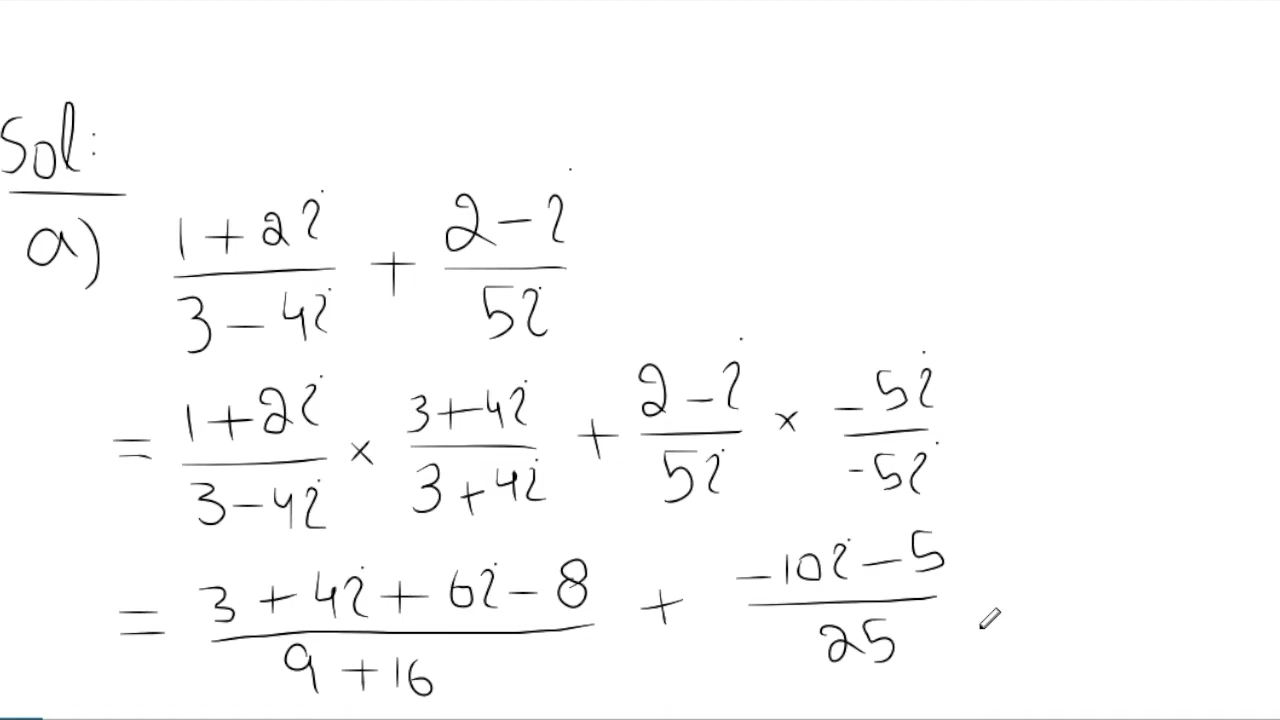 Sol:
a) (1+2i)/(3-4i) + (2-i)/(5i)
= (1+2i)/(3-4i) × (3+4i)/(3+4i) + (2-i)/(5i) × (-5i)/(-5i)
= (3+4i+6i-8)/(9+16) + (-10i-5)/(25)